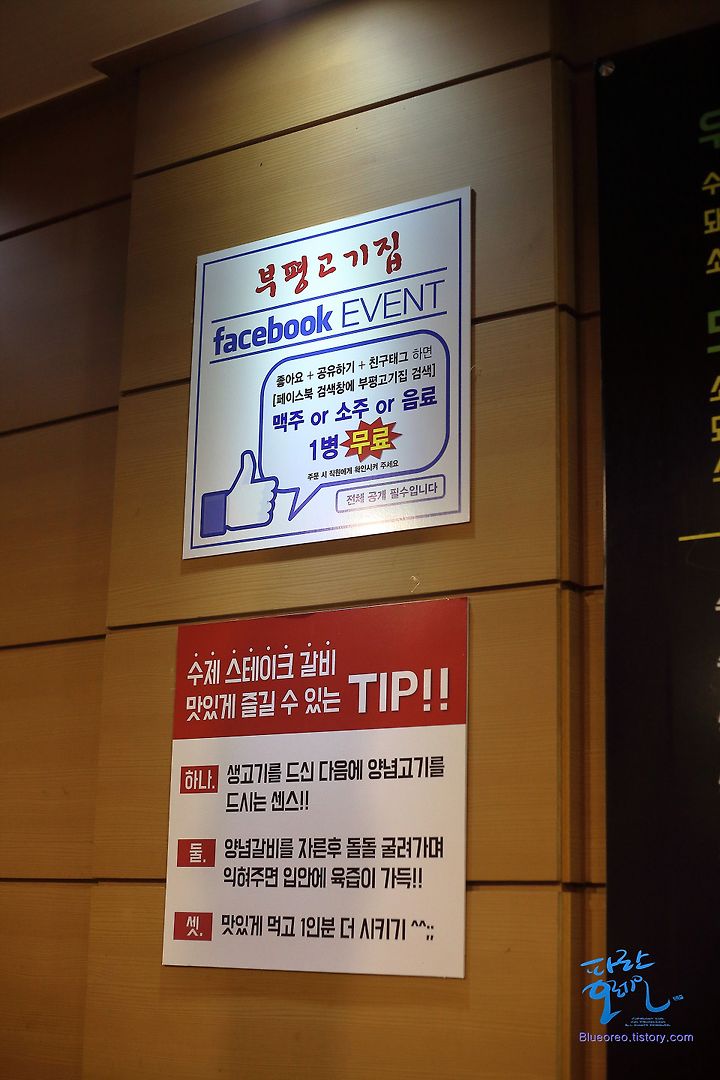 부평고기집
facebook EVENT
좋아요 + 공유하기 + 친구태그 하면
[페이스북 검색창에 부평고기집 검색]
맥주 or 소주 or 음료
1병 무료
주문 시 직원에게 확인시켜 주세요
전체 공개 필수입니다
수제 스테이크 갈비
맛있게 즐길 수 있는 TIP!!
하나. 생고기를 드신 다음에 양념고기를
드시는 센스!!
둘. 양념갈비를 자른후 돌돌 굴려가며
익혀주면 입안에 육즙이 가득!!
셋. 맛있게 먹고 1인분 더 시키기 ^^;;
파란
오레오
Blueoreo.tistory.com